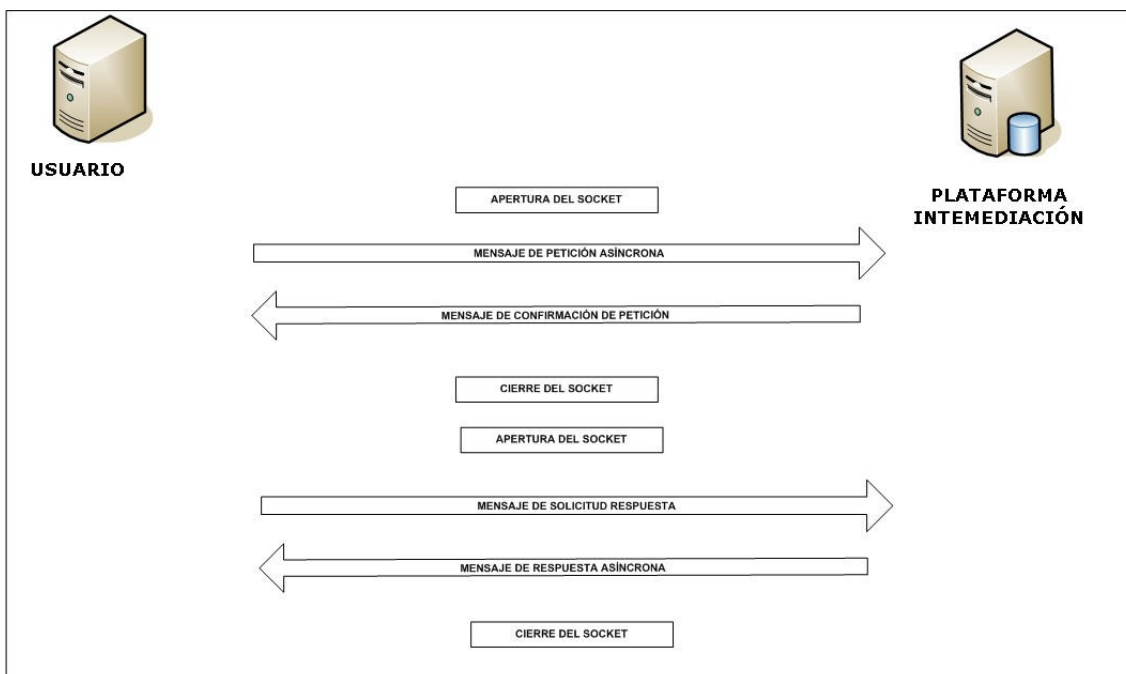 USUARIO
PLATAFORMA
INTEMEDIACIÓN
APERTURA DEL SOCKET
MENSAJE DE PETICIÓN ASÍNCRONA
MENSAJE DE CONFIRMACIÓN DE PETICIÓN
CIERRE DEL SOCKET
APERTURA DEL SOCKET
MENSAJE DE SOLICITUD RESPUESTA
MENSAJE DE RESPUESTA ASÍNCRONA
CIERRE DEL SOCKET